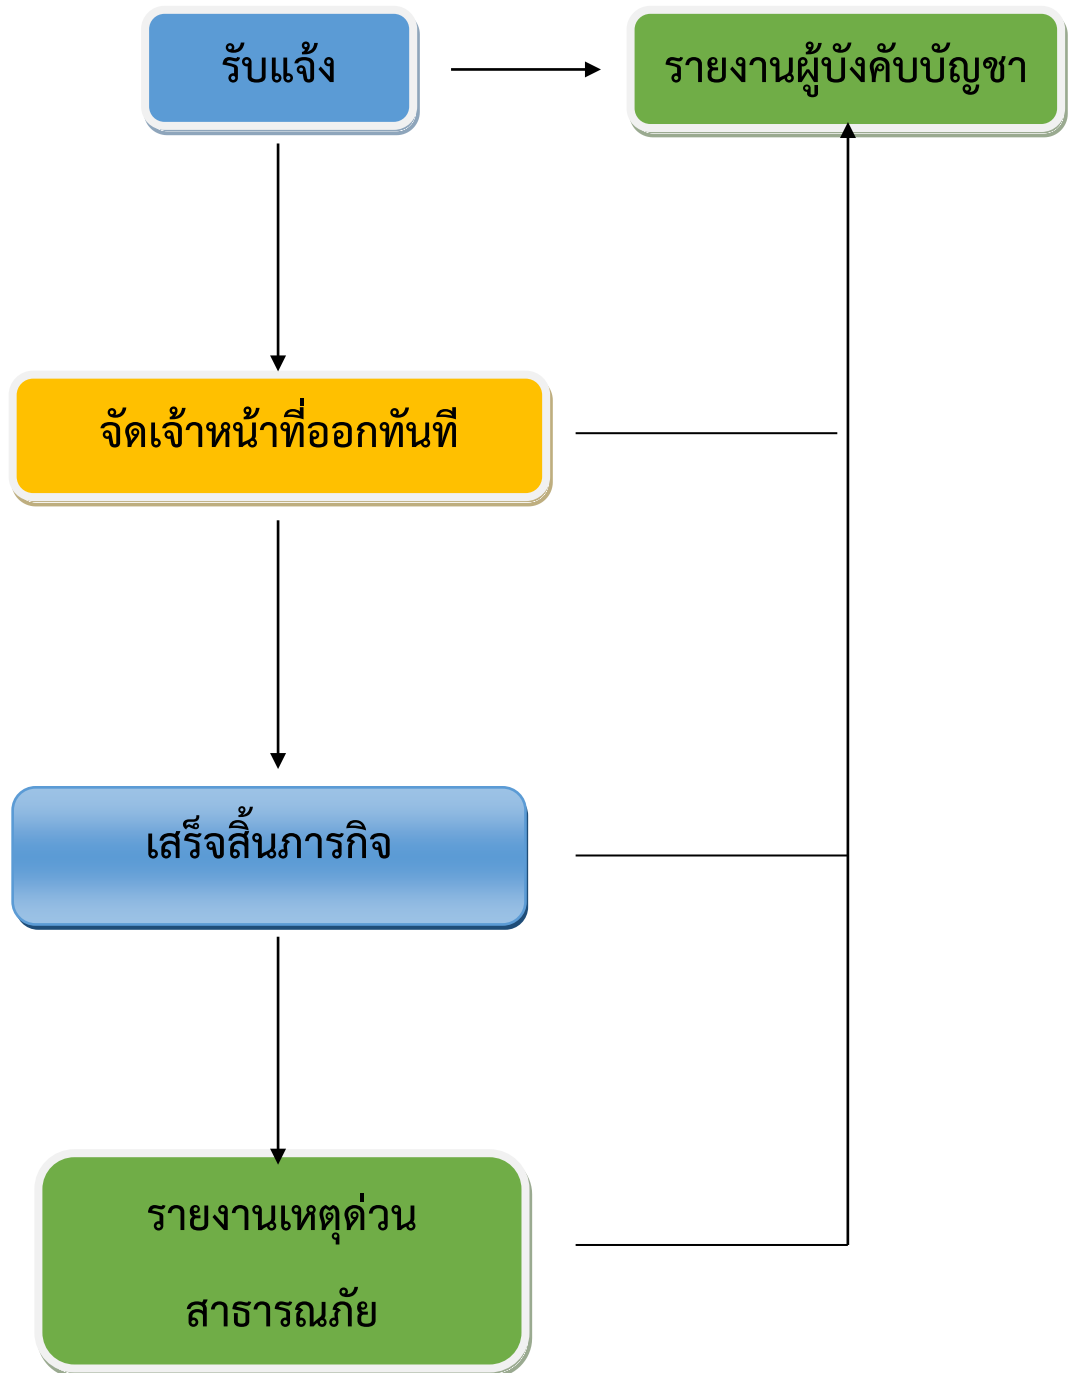 รับแจ้ง
รายงานผู้บังคับบัญชา
จัดเจ้าหน้าที่ออกทันที
เสร็จสิ้นภารกิจ
รายงานเหตุด่วน
สาธารณภัย